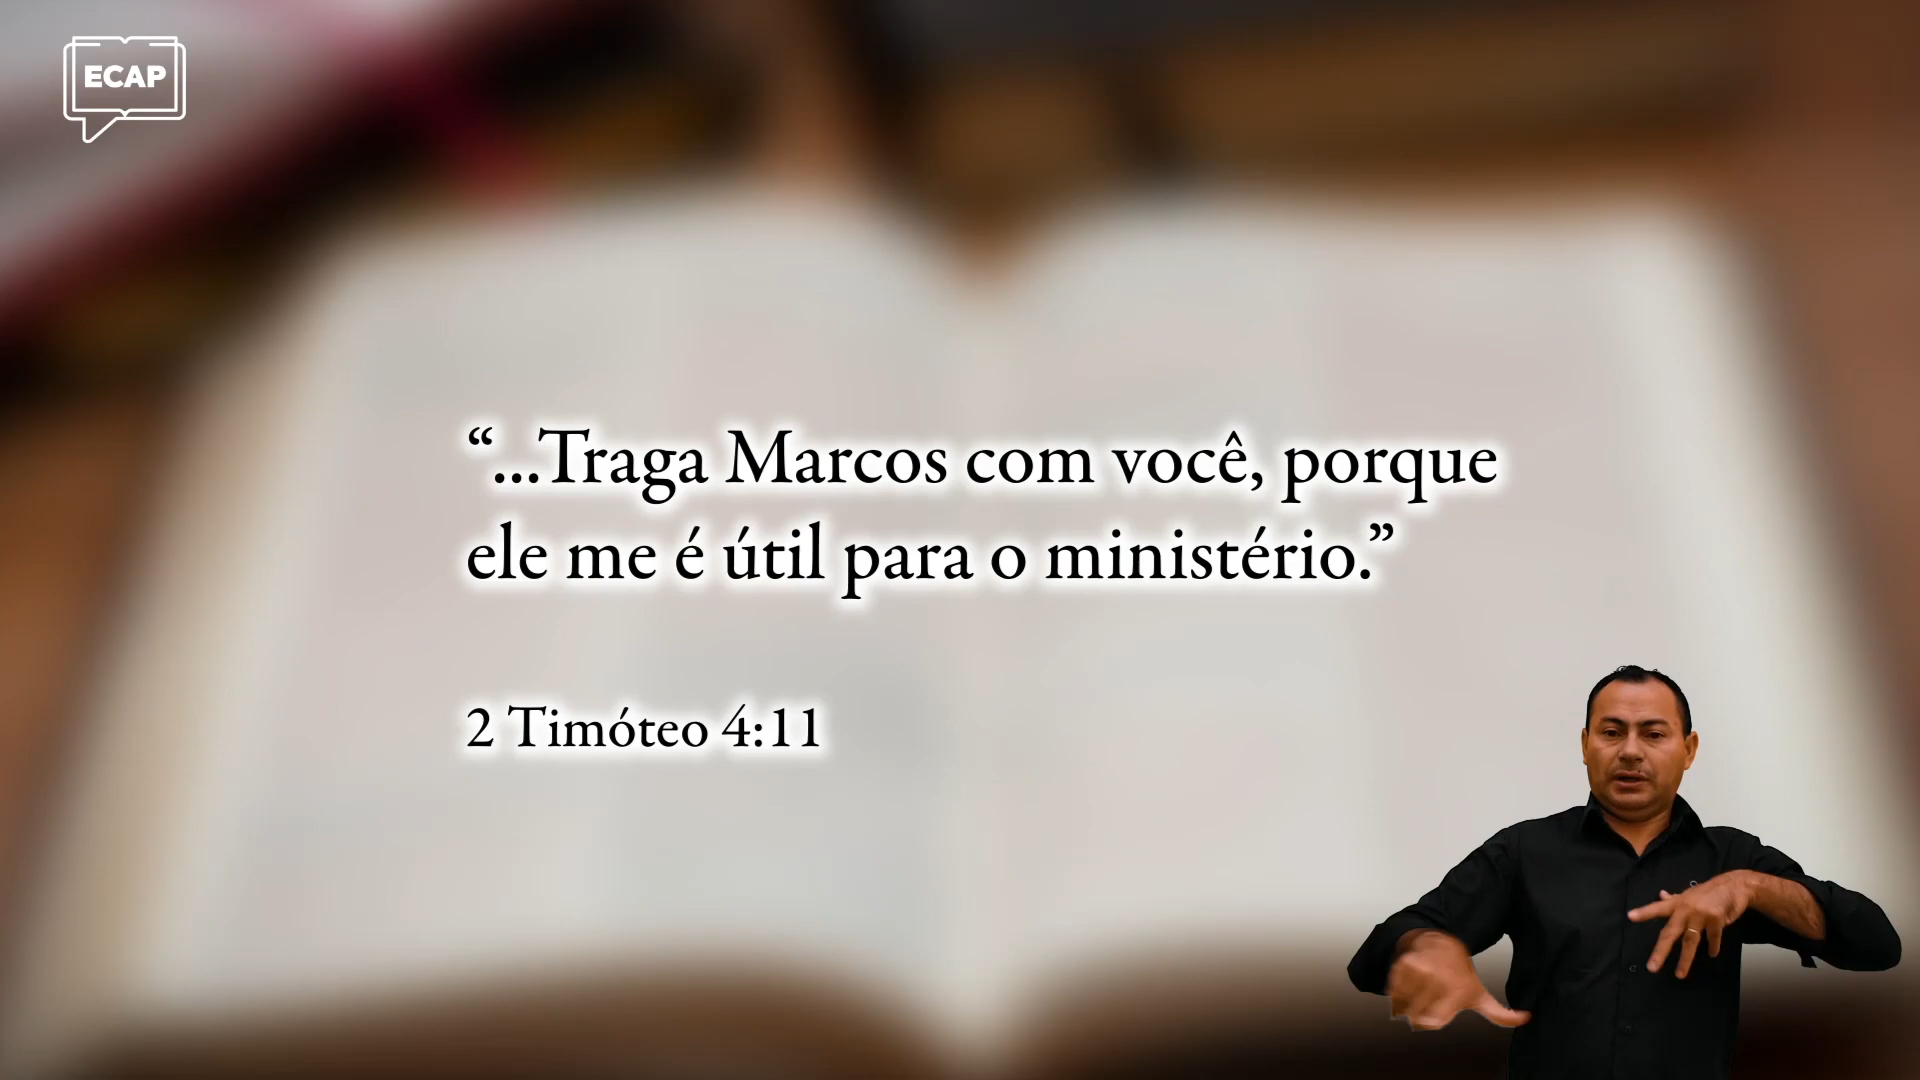 ECAP
“...Traga Marcos com você, porque
ele me é útil para o ministério.”
2 Timóteo 4:11